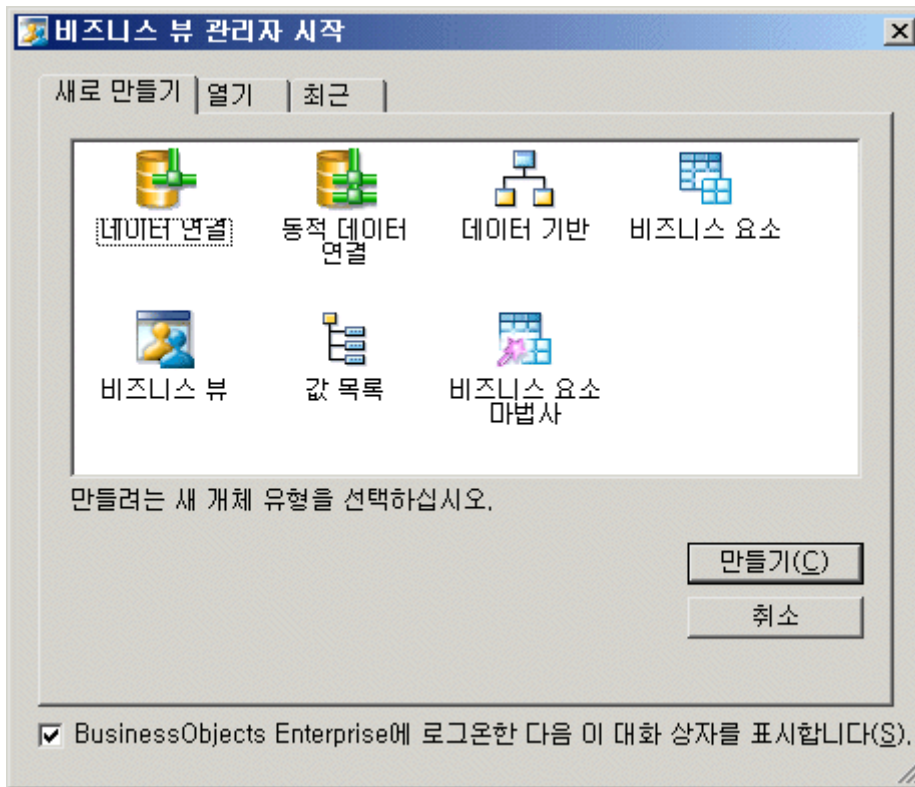 비즈니스 뷰 관리자 시작
새로 만들기 열기 최근
데이터 연결 동적 데이터 연결 데이터 기반 비즈니스 요소
비즈니스 뷰 값 목록 비즈니스 요소 마법사
만들려는 새 개체 유형을 선택하십시오.
만들기(C)
취소
BusinessObjects Enterprise에 로그온한 다음 이 대화 상자를 표시합니다(S).